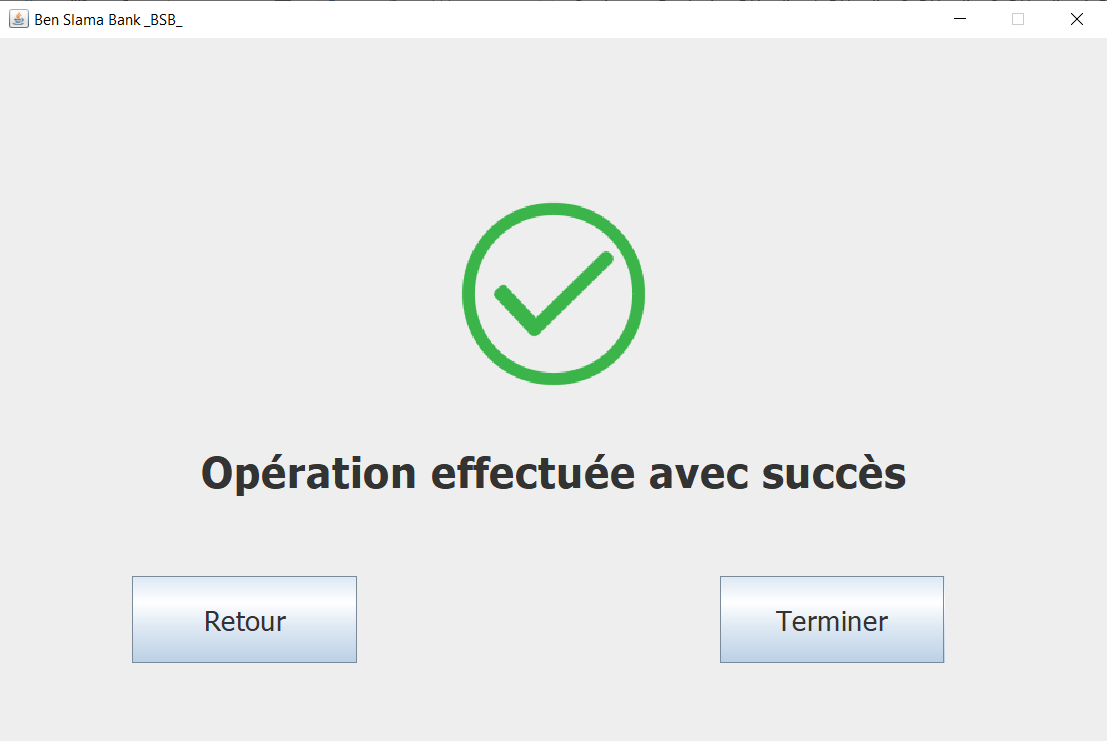 Ben Slama Bank _BSB_
Opération effectuée avec succès
Retour
Terminer